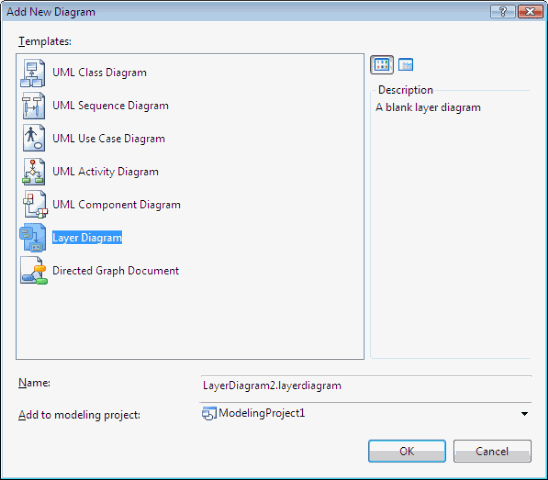 Add New Diagram
Templates:
UML Class Diagram
UML Sequence Diagram
UML Use Case Diagram
UML Activity Diagram
UML Component Diagram
Layer Diagram
Directed Graph Document
Description
A blank layer diagram
Name:
LayerDiagram2.layerdiagram
Add to modeling project:
ModelingProject1
OK
Cancel